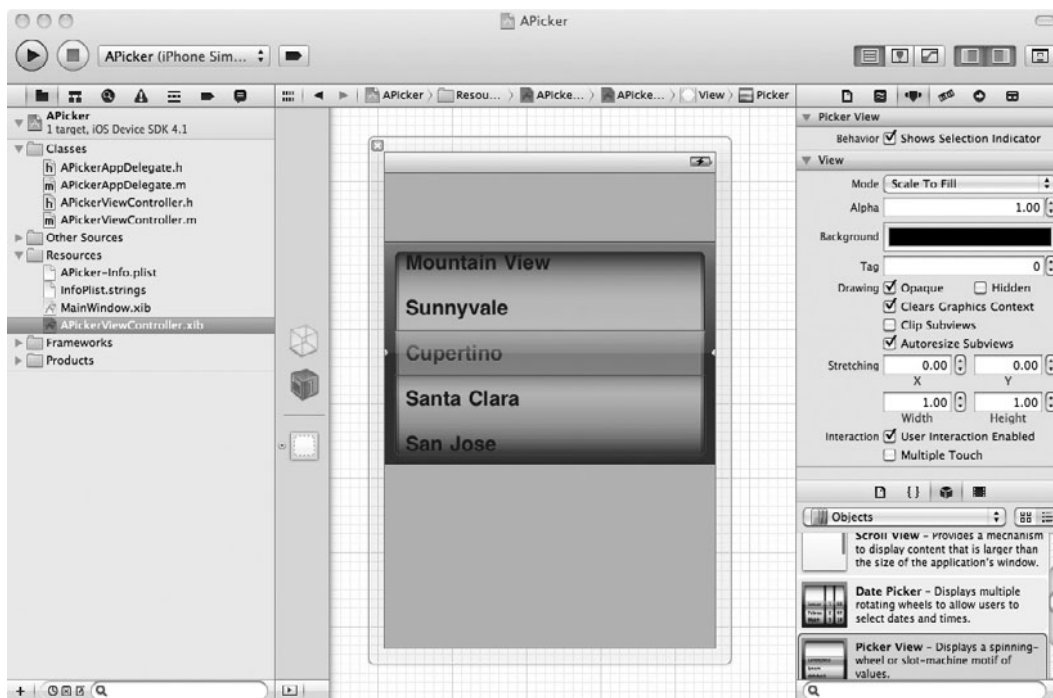 APicker
APicker (iPhone Sim...
APicker
Resou...
APicke...
APicke...
View
Picker
APicker
1 target, iOS Device SDK 4.1
Classes
h APickerAppDelegate.h
m APickerAppDelegate.m
h APickerViewController.h
m APickerViewController.m
Other Sources
Resources
APicker-Info.plist
InfoPlist.strings
MainWindow.xib
APickerViewController.xib
Frameworks
Products
Mountain View
Sunnyvale
Cupertino
Santa Clara
San Jose
Picker View
Behavior Shows Selection Indicator
View
Mode Scale To Fill
Alpha 1.00
Background
Tag 0
Drawing Opaque Hidden
Clears Graphics Context
Clip Subviews
Autoresize Subviews
Stretching 0.00 0.00
X Y
1.00 1.00
Width Height
Interaction User Interaction Enabled
Multiple Touch
{}
Objects
Scroll View – Provides a mechanism
to display content that is larger than
the size of the application's window.
Date Picker – Displays multiple
rotating wheels to allow users to
select dates and times.
Picker View – Displays a spinning-
wheel or slot-machine motif of
values.